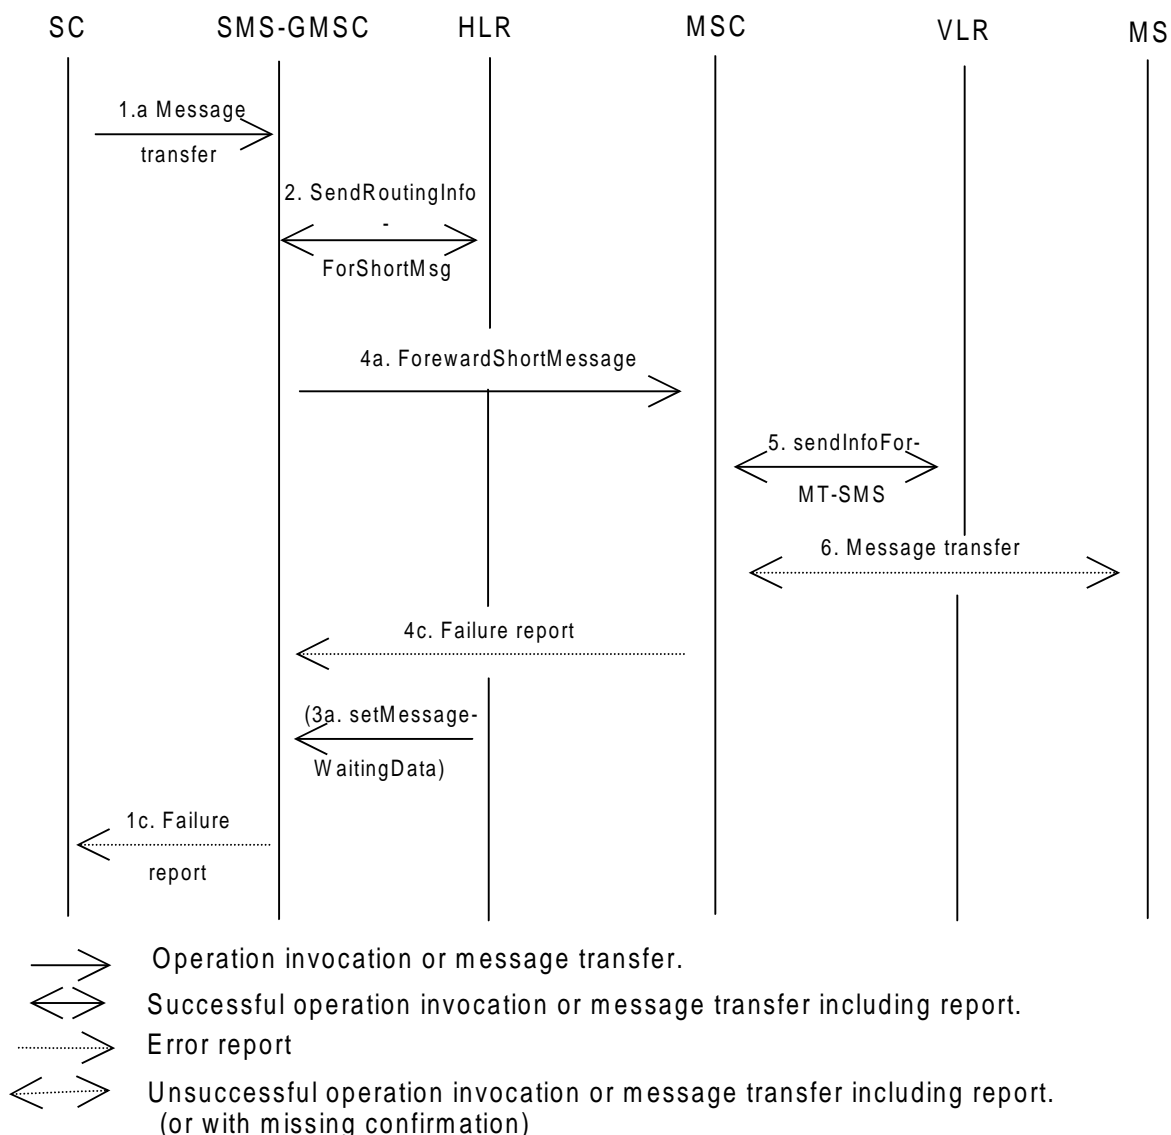 SC SMS-GMSC HLR MSC VLR MS
1.a Message
transfer
2. SendRoutingInfo
-
ForShortMsg
4a. ForewardShortMessage
5. sendInfoFor-
MT-SMS
6. Message transfer
4c. Failure report
(3a. setMessage-
WaitingData)
1c. Failure
report
Operation invocation or message transfer.
Successful operation invocation or message transfer including report.
Error report
Unsuccessful operation invocation or message transfer including report.
(or with missing confirmation)